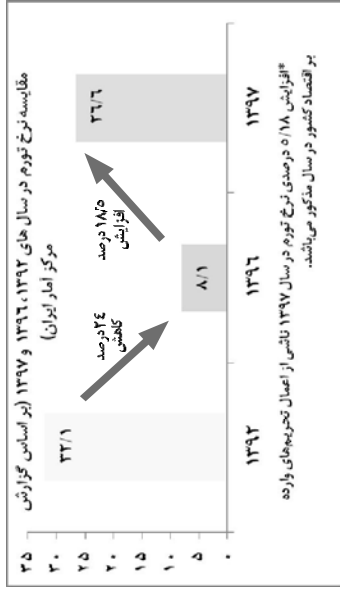 مقایسه نرخ تورم در سال های ۱۳۹۲، ۱۳۹۶ و ۱۳۹۷ (بر اساس گزارش
مرکز آمار ایران)
۳۵
۳۰
۲۵
۲۰
۱۵
۱۰
۵
۰
۳۲/۱
۲۴ درصد
کاهش
۸/۱
۱۸/۵ درصد
افزایش
۲۶/۶
۱۳۹۲
۱۳۹۶
۱۳۹۷
*افزایش ۵/۱۸ درصدی نرخ تورم در سال ۱۳۹۷ ناشی از اعمال تحریم‌های وارده
بر اقتصاد کشور در سال مذکور می‌باشد.